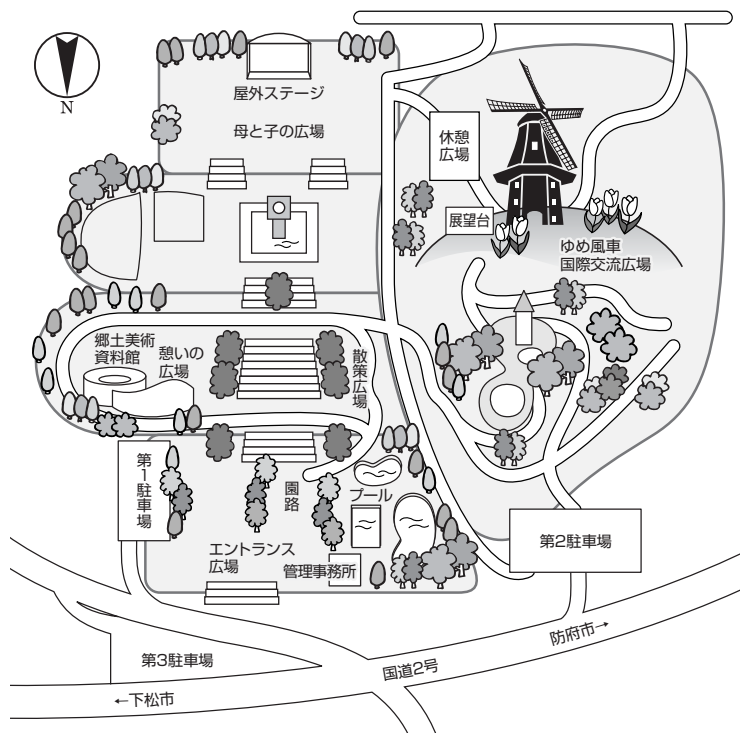 N
屋外ステージ
母と子の広場
休憩
広場
展望台
ゆめ風車
国際交流広場
郷土美術
資料館
憩いの
広場
散策広場
第1駐車場
園路
プール
エントランス
広場
管理事務所
第2駐車場
第3駐車場
国道2号
防府市→
←下松市